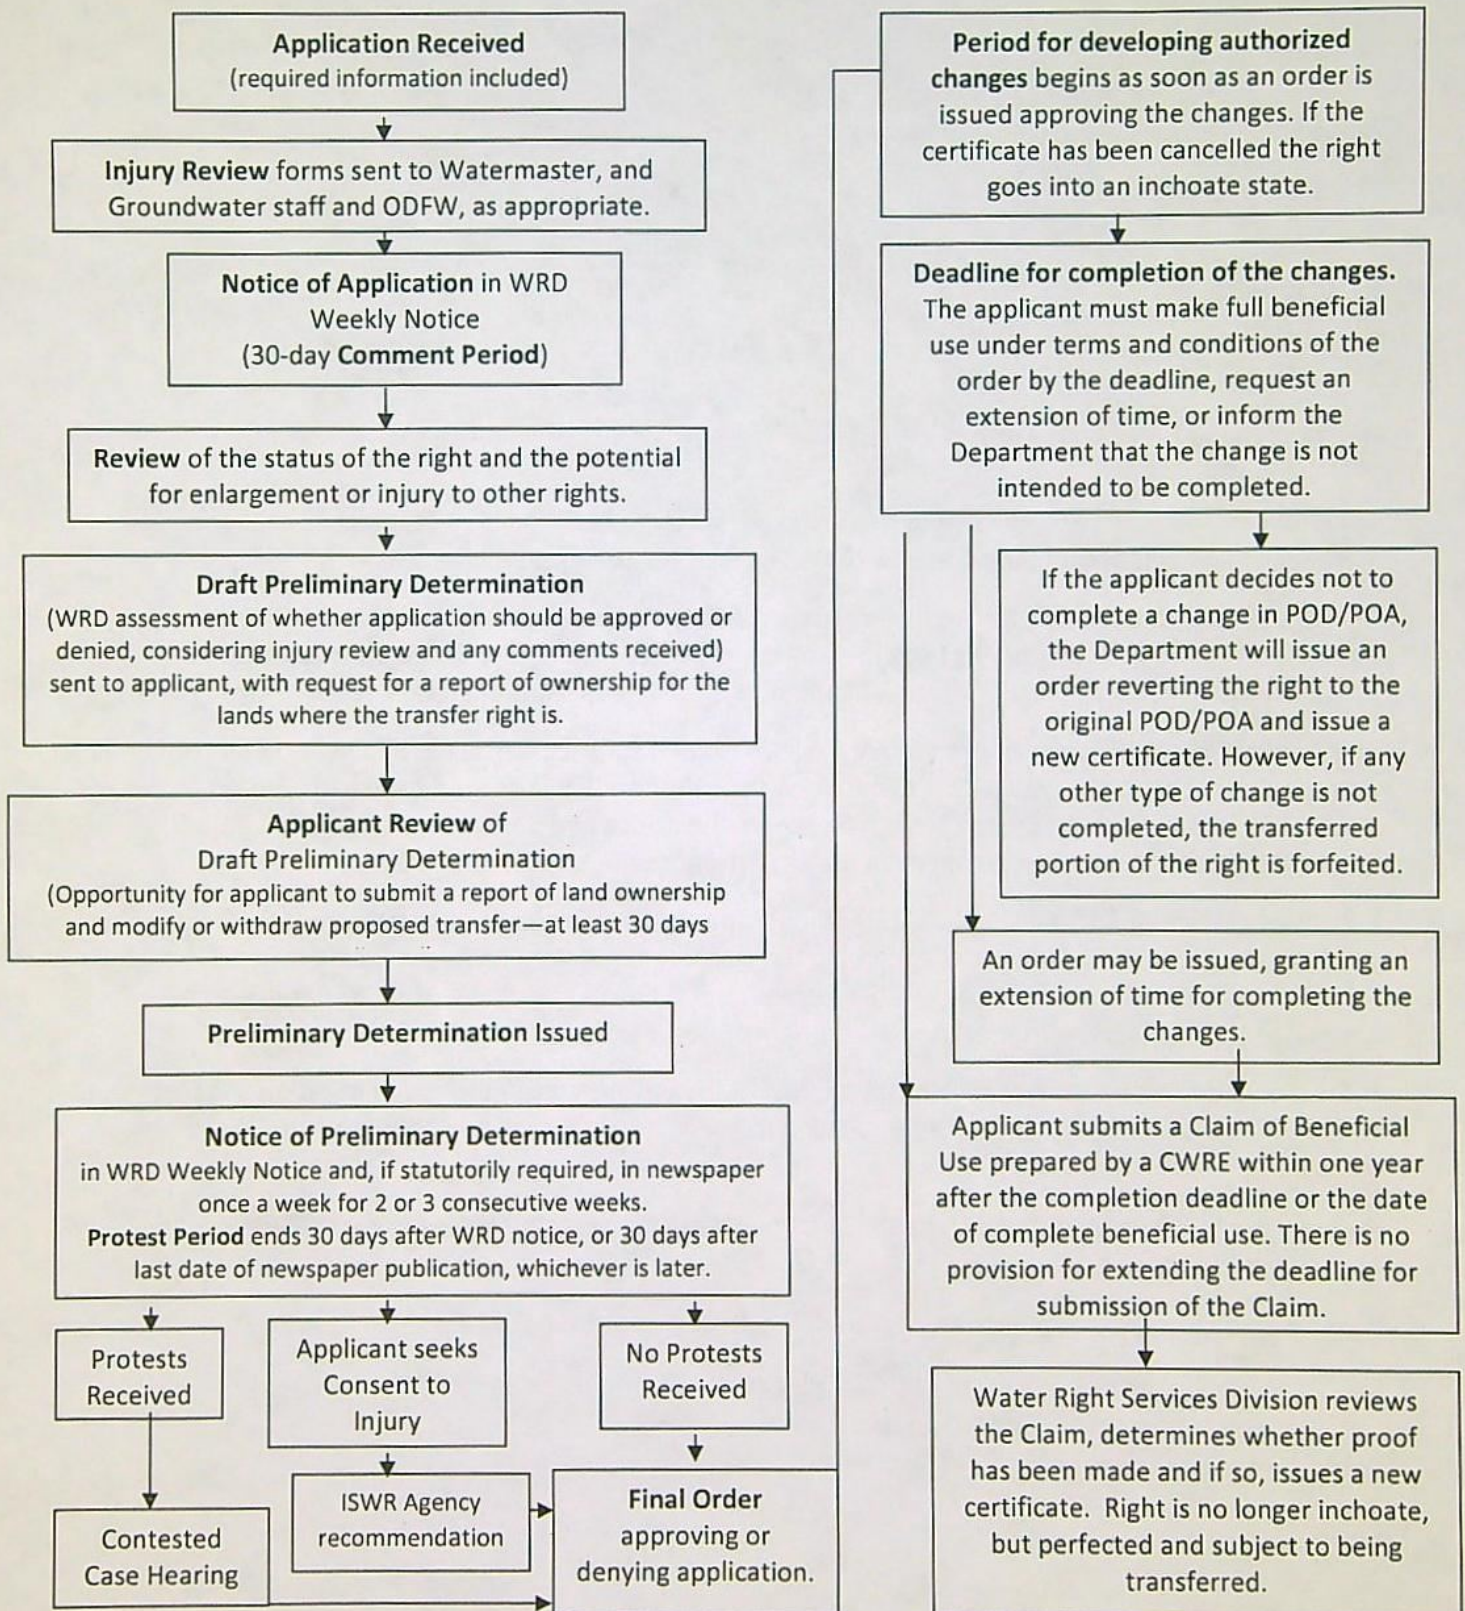 Application Received
(required information included)
Injury Review forms sent to Watermaster, and
Groundwater staff and ODFW, as appropriate.
Notice of Application in WRD
Weekly Notice
(30-day Comment Period)
Review of the status of the right and the potential
for enlargement or injury to other rights.
Draft Preliminary Determination
(WRD assessment of whether application should be approved or
denied, considering injury review and any comments received)
sent to applicant, with request for a report of ownership for the
lands where the transfer right is.
Applicant Review of
Draft Preliminary Determination
(Opportunity for applicant to submit a report of land ownership
and modify or withdraw proposed transfer—at least 30 days
Preliminary Determination Issued
Notice of Preliminary Determination
in WRD Weekly Notice and, if statutorily required, in newspaper
once a week for 2 or 3 consecutive weeks.
Protest Period ends 30 days after WRD notice, or 30 days after
last date of newspaper publication, whichever is later.
Protests
Received
Applicant seeks
Consent to
Injury
No Protests
Received
Contested
Case Hearing
ISWR Agency
recommendation
Final Order
approving or
denying application.
Period for developing authorized
changes begins as soon as an order is
issued approving the changes. If the
certificate has been cancelled the right
goes into an inchoate state.
Deadline for completion of the changes.
The applicant must make full beneficial
use under terms and conditions of the
order by the deadline, request an
extension of time, or inform the
Department that the change is not
intended to be completed.
If the applicant decides not to
complete a change in POD/POA,
the Department will issue an
order reverting the right to the
original POD/POA and issue a
new certificate. However, if any
other type of change is not
completed, the transferred
portion of the right is forfeited.
An order may be issued, granting an
extension of time for completing the
changes.
Applicant submits a Claim of Beneficial
Use prepared by a CWRE within one year
after the completion deadline or the date
of complete beneficial use. There is no
provision for extending the deadline for
submission of the Claim.
Water Right Services Division reviews
the Claim, determines whether proof
has been made and if so, issues a new
certificate. Right is no longer inchoate,
but perfected and subject to being
transferred.